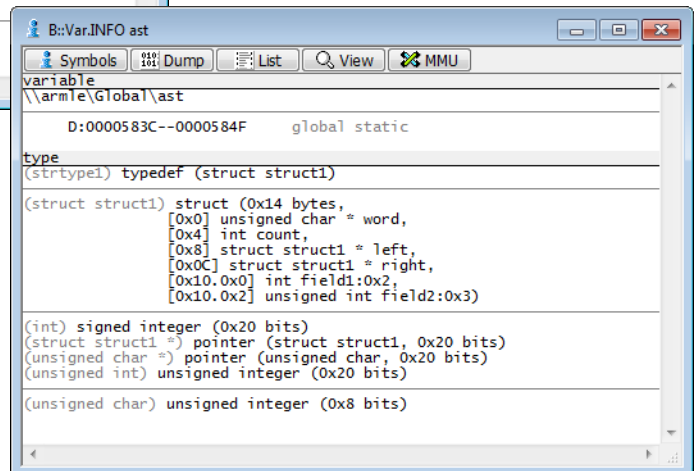 B::Var.INFO ast
Symbols 010 101 Dump List View MMU
variable
\\armle\Global\ast
D:0000583C--0000584F global static
type
(strtype1) typedef (struct struct1)
(struct struct1) struct (0x14 bytes,
[0x0] unsigned char * word,
[0x4] int count,
[0x8] struct struct1 * left,
[0x0C] struct struct1 * right,
[0x10.0x0] int field1:0x2,
[0x10.0x2] unsigned int field2:0x3)
(int) signed integer (0x20 bits)
(struct struct1 *) pointer (struct struct1, 0x20 bits)
(unsigned char *) pointer (unsigned char, 0x20 bits)
(unsigned int) unsigned integer (0x20 bits)
(unsigned char) unsigned integer (0x8 bits)